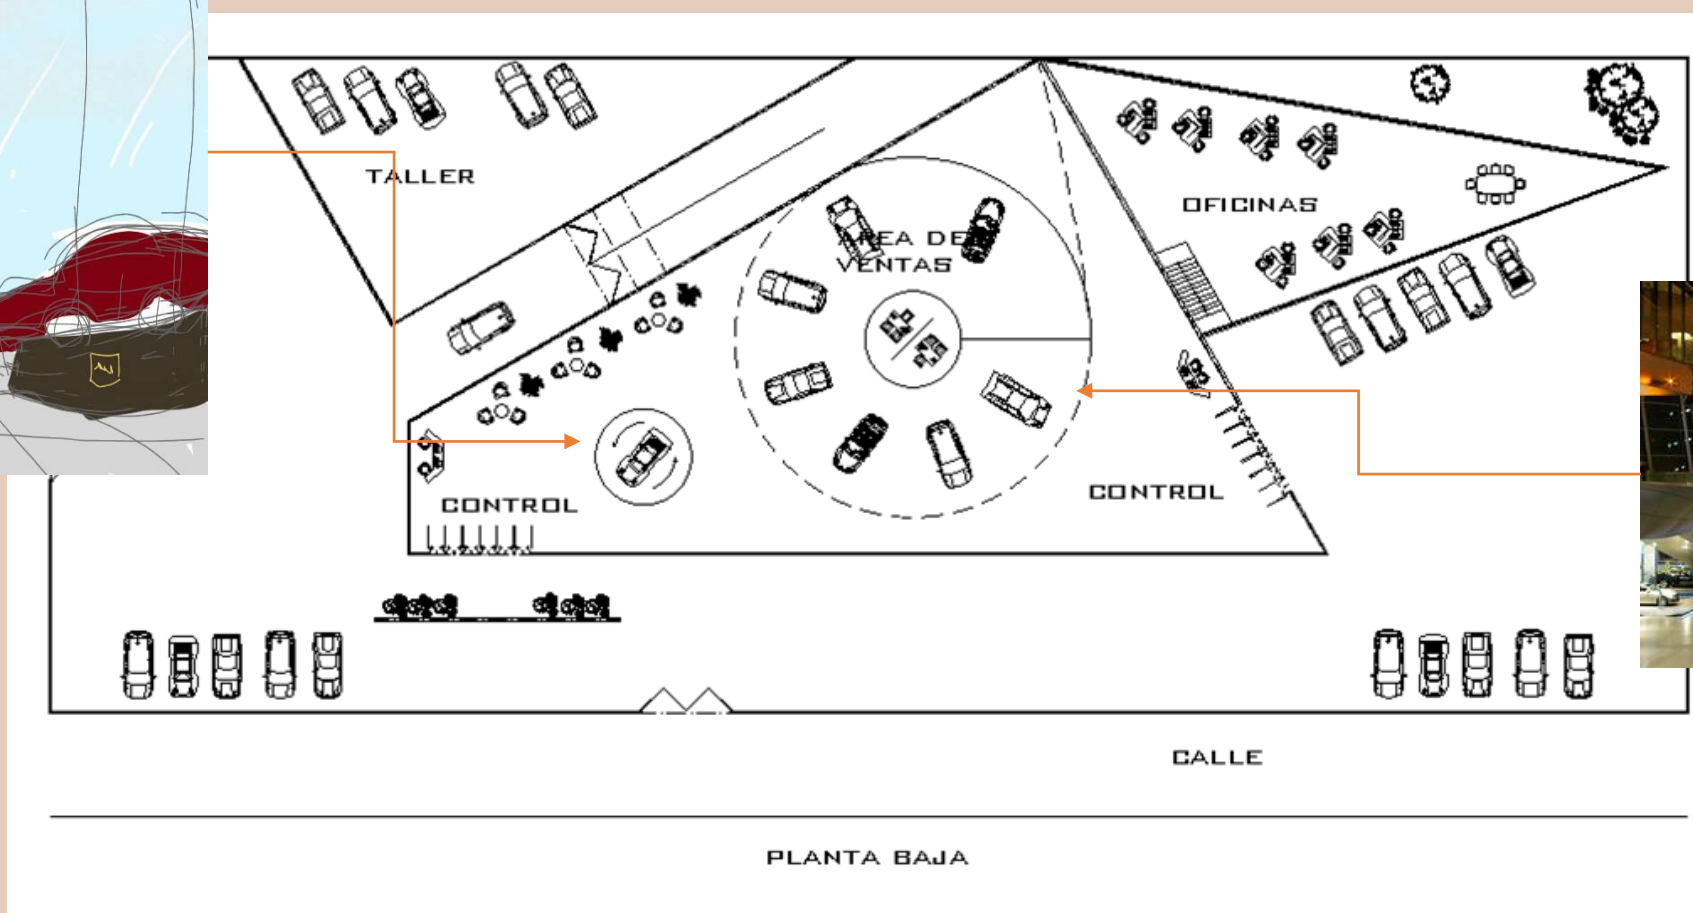 TALLER
OFICINAS
AREA DE
VENTAS
CONTROL
CONTROL
CALLE
PLANTA BAJA